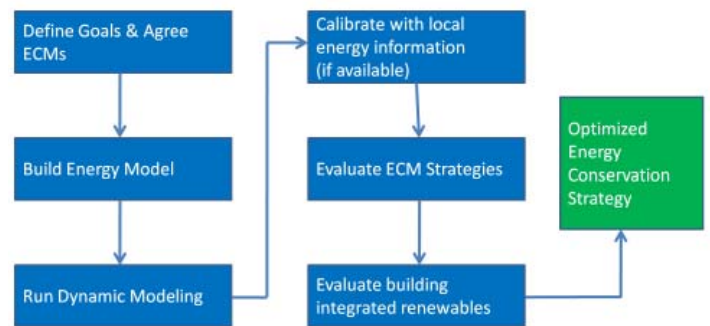 Define Goals & Agree
ECMs
Build Energy Model
Run Dynamic Modeling
Calibrate with local
energy information
(if available)
Evaluate ECM Strategies
Evaluate building
integrated renewables
Optimized
Energy
Conservation
Strategy